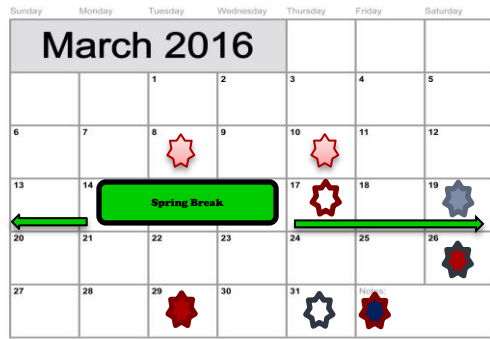 Sunday Monday Tuesday Wednesday Thursday Friday Saturday
March 2016
1 2 3 4 5
6 7 8 9 10 11 12
13 14 Spring Break 17 18 19
20 21 22 23 24 25 26
27 28 29 30 31 Notes: